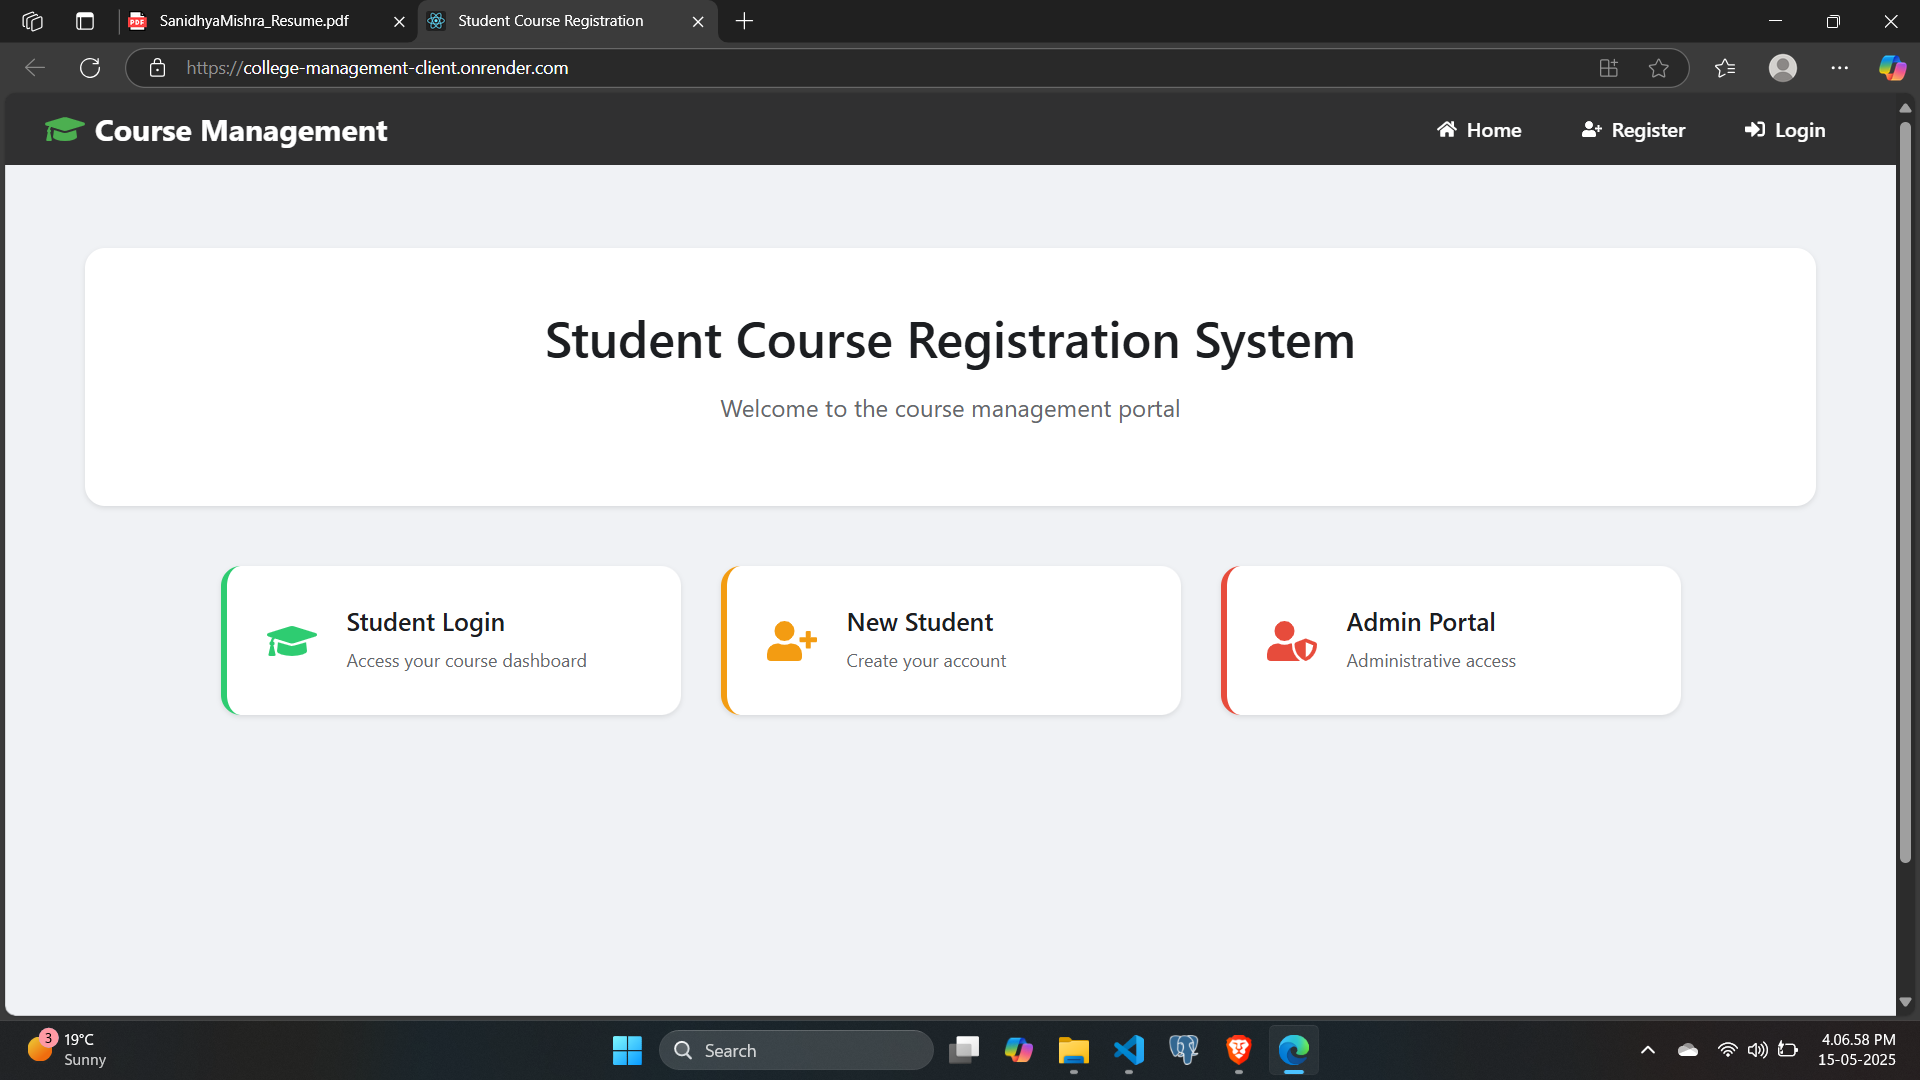 SanidhyaMishra_Resume.pdf
Student Course Registration
https://college-management-client.onrender.com
Course Management
Home
Register
Login
Student Course Registration System
Welcome to the course management portal
Student Login
Access your course dashboard
New Student
Create your account
Admin Portal
Administrative access
3
19°C
Sunny
Search
4.06.58 PM
15-05-2025